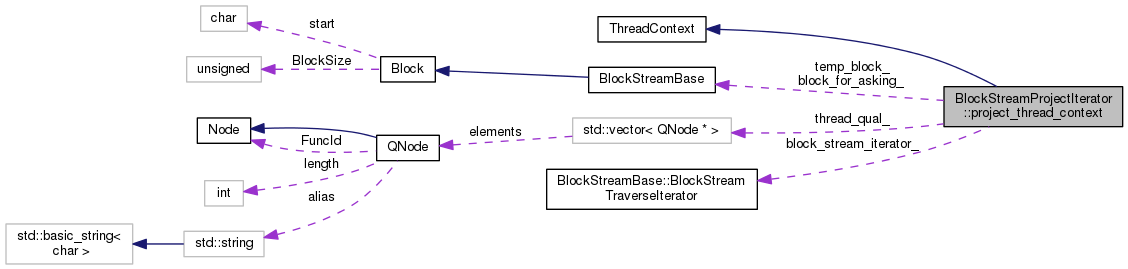 char
start
ThreadContext
BlockSize
unsigned
Block
BlockStreamBase
temp_block_
block_for_asking_
BlockStreamProjectIterator
::project_thread_context
Node
FuncId
QNode
elements
std::vector< QNode * >
thread_qual_
block_stream_iterator_
length
int
alias
BlockStreamBase::BlockStream
TraverseIterator
std::basic_string<
char >
std::string